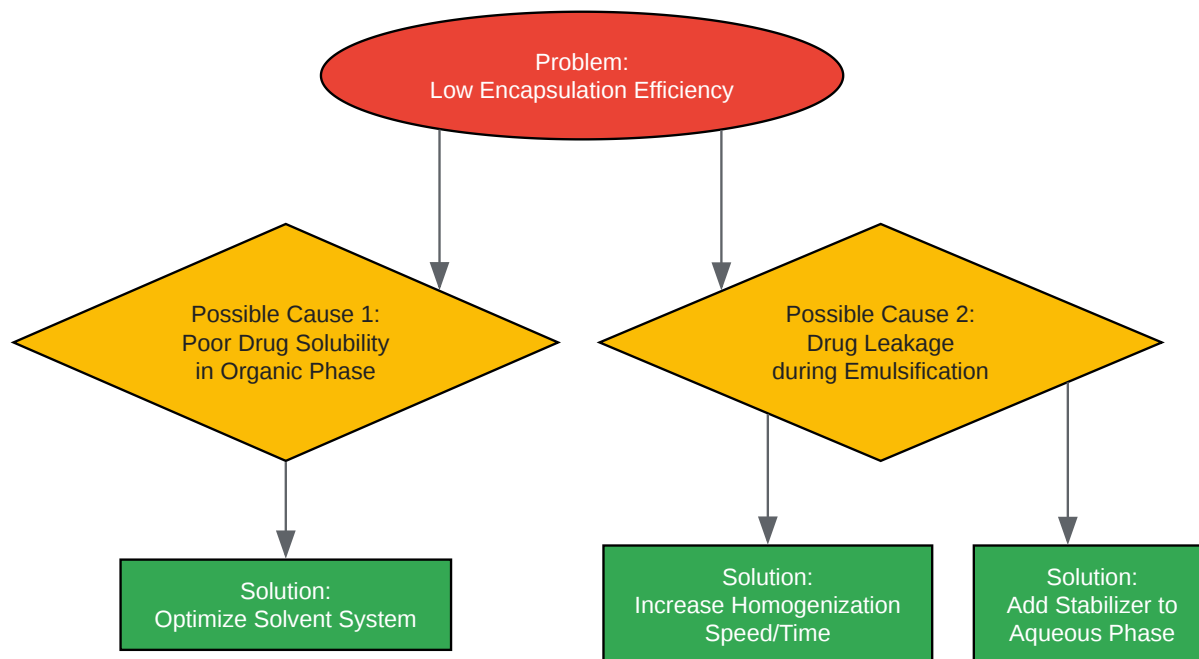 Problem:
Low Encapsulation Efficiency
Possible Cause 1:
Poor Drug Solubility
in Organic Phase
Possible Cause 2:
Drug Leakage
during Emulsification
Solution:
Optimize Solvent System
Solution:
Increase Homogenization
Speed/Time
Solution:
Add Stabilizer to
Aqueous Phase